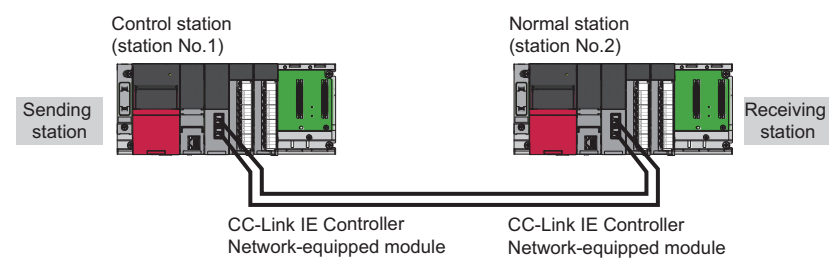 Control station
(station No.1)
Normal station
(station No.2)
Sending
station
Receiving
station
CC-Link IE Controller
Network-equipped module
CC-Link IE Controller
Network-equipped module